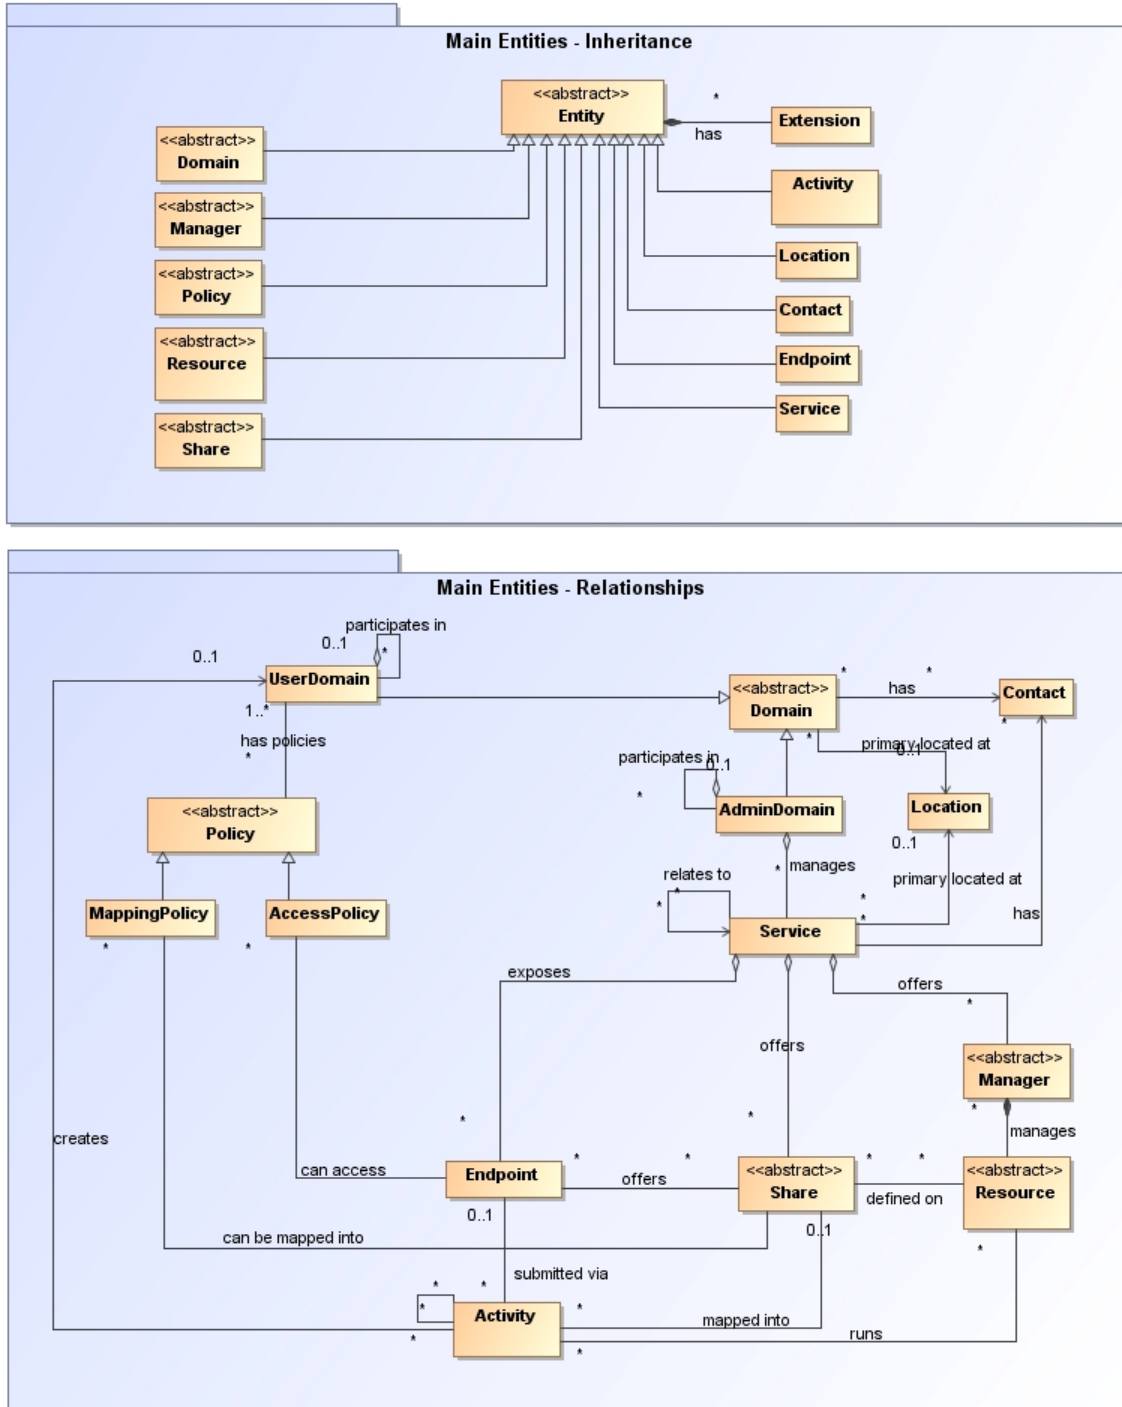 Main Entities - Inheritance
<<abstract>>
Entity
*
has
Extension
<<abstract>>
Domain
Activity
<<abstract>>
Manager
Location
<<abstract>>
Policy
Contact
<<abstract>>
Resource
Endpoint
Service
<<abstract>>
Share
Main Entities - Relationships
participates in
0..1
0..1
*
UserDomain
1..*
has policies
*
<<abstract>>
Domain
*
*
has
Contact
*
*
primary located at
0..1
participates in
0..1
*
AdminDomain
Location
0..1
<<abstract>>
Policy
*
manages
relates to
*
*
primary located at
*
*
has
MappingPolicy
*
AccessPolicy
*
Service
exposes
offers
*
offers
<<abstract>>
Manager
*
manages
*
*
creates
can access
Endpoint
*
*
offers
0..1
<<abstract>>
Share
*
*
defined on
0..1
<<abstract>>
Resource
*
can be mapped into
submitted via
*
*
*
Activity
*
*
mapped into
runs
*